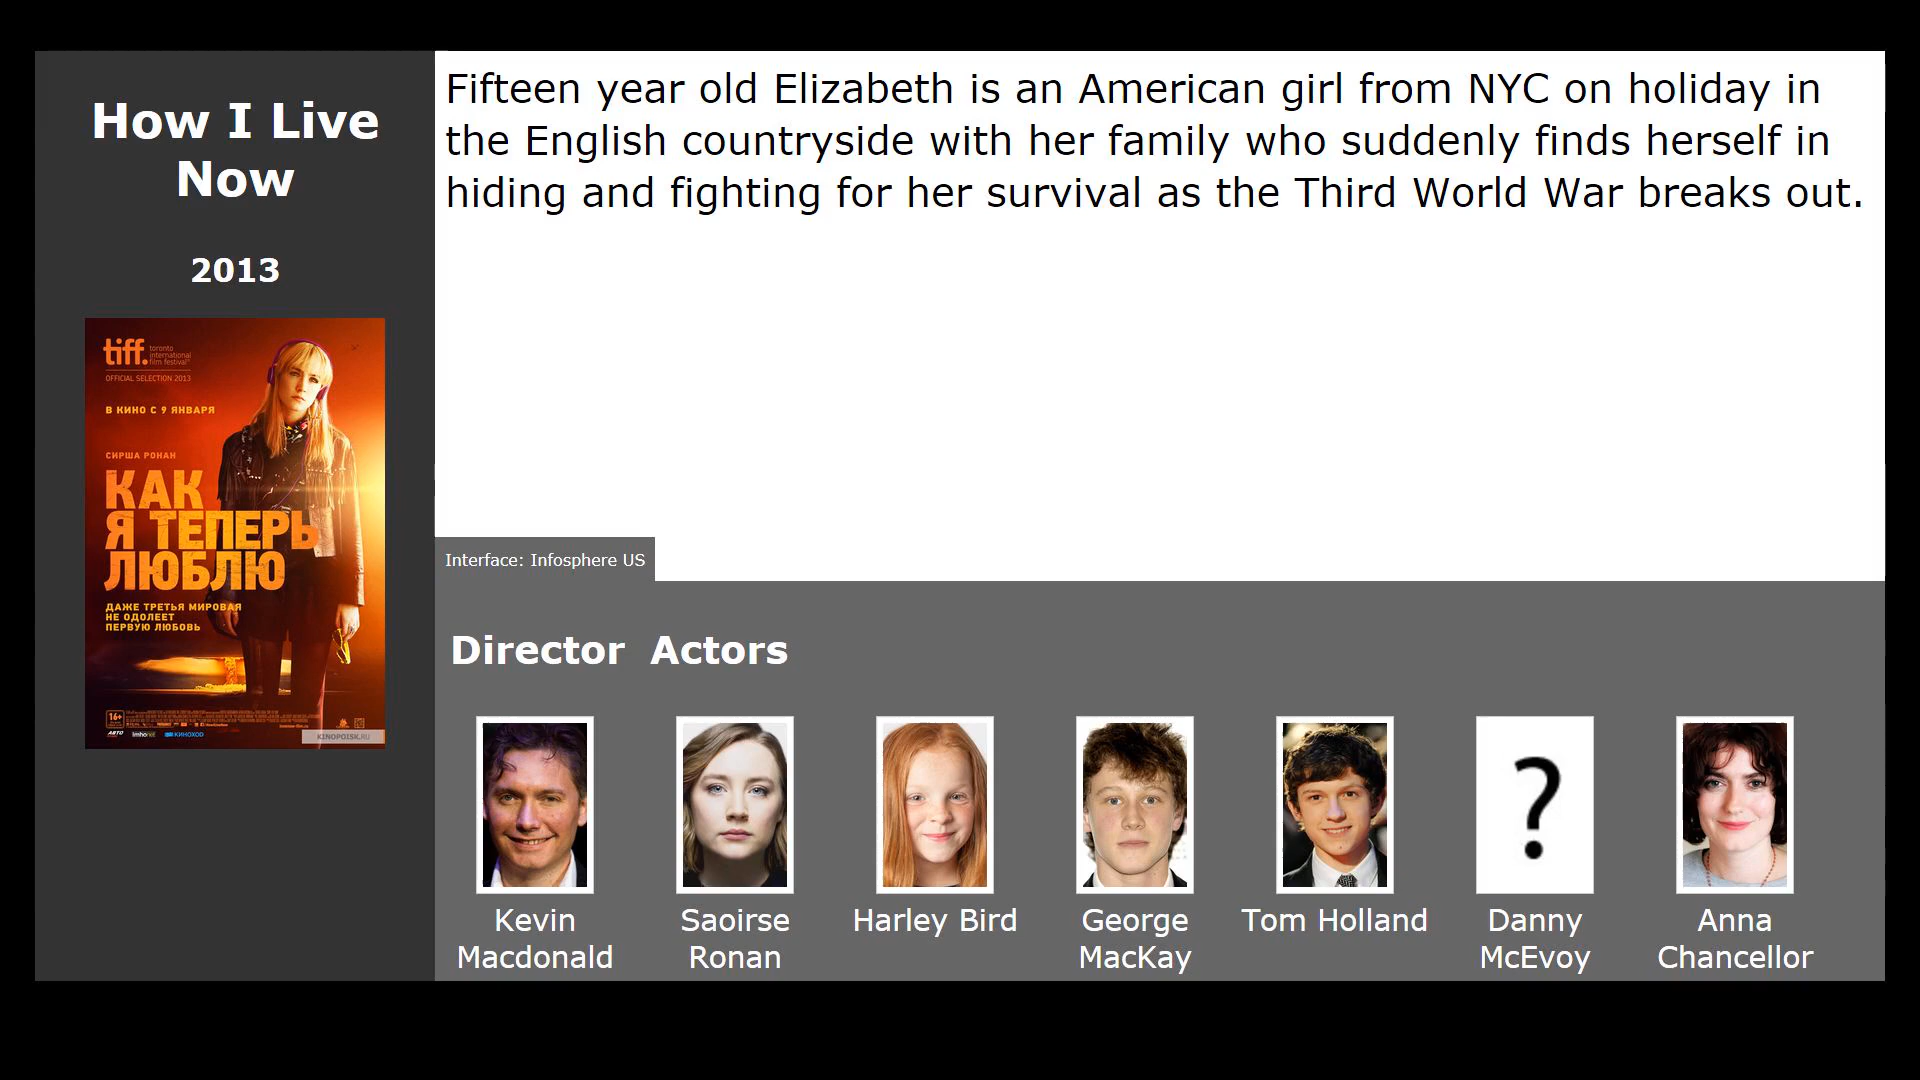 How I Live
Now
2013
tiff. toronto
international
film festival
OFFICIAL SELECTION 2013
В КИНО С 9 ЯНВАРЯ
СИРША РОНАН
КАК
Я ТЕПЕРЬ
ЛЮБЛЮ
ДАЖЕ ТРЕТЬЯ МИРОВАЯ
НЕ ОДОЛЕЕТ
ПЕРВУЮ ЛЮБОВЬ
16+
АВТО imhonet КИНОХОД
KINOPOISK.RU
Fifteen year old Elizabeth is an American girl from NYC on holiday in
the English countryside with her family who suddenly finds herself in
hiding and fighting for her survival as the Third World War breaks out.
Interface: Infosphere US
Director Actors
Kevin
Macdonald
Saoirse
Ronan
Harley Bird
George
MacKay
Tom Holland
?
Danny
McEvoy
Anna
Chancellor